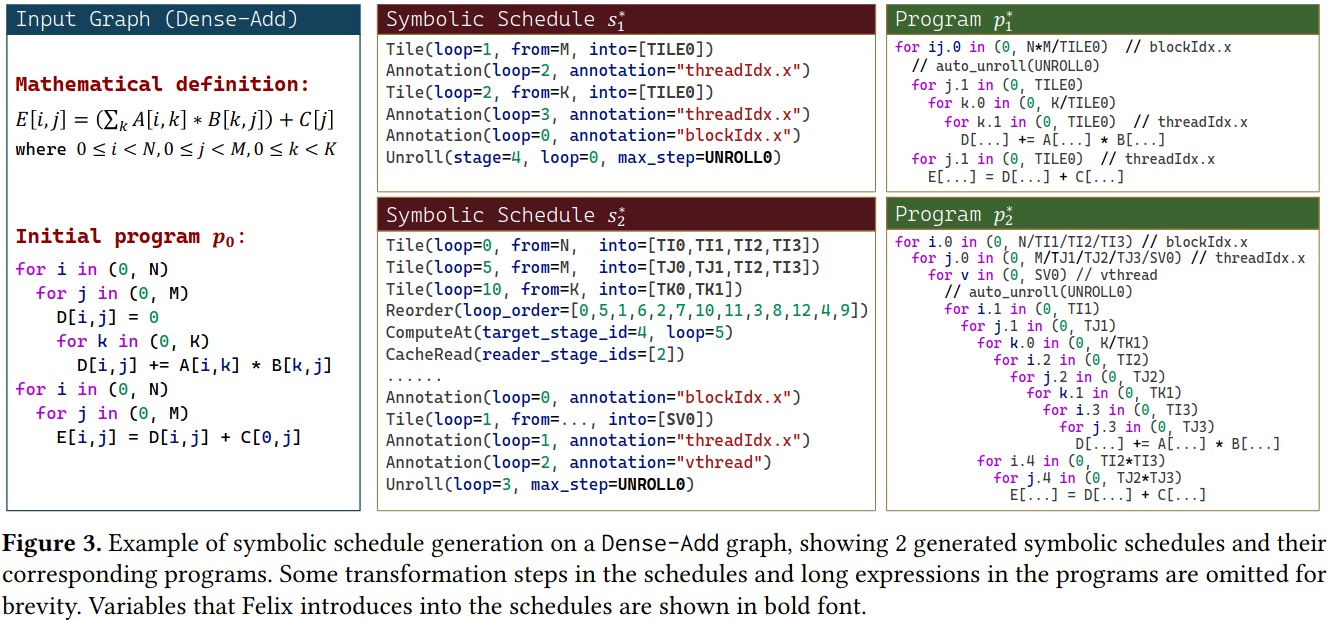 Input Graph (Dense-Add)
Mathematical definition:
E[i,j] = (∑ₖ A[i,k] ∗ B[k,j]) + C[j]
where 0 ≤ i < N, 0 ≤ j < M, 0 ≤ k < K
Initial program p₀:
for i in (0, N)
  for j in (0, M)
    D[i,j] = 0
    for k in (0, K)
      D[i,j] += A[i,k] * B[k,j]
for i in (0, N)
  for j in (0, M)
    E[i,j] = D[i,j] + C[0,j]
Symbolic Schedule s₁*
Tile(loop=1, from=M, into=[TILE0])
Annotation(loop=2, annotation="threadIdx.x")
Tile(loop=2, from=K, into=[TILE0])
Annotation(loop=3, annotation="threadIdx.x")
Annotation(loop=0, annotation="blockIdx.x")
Unroll(stage=4, loop=0, max_step=UNROLL0)
Program p₁*
for ij.0 in (0, N*M/TILE0)  // blockIdx.x
  // auto_unroll(UNROLL0)
  for j.1 in (0, TILE0)
    for k.0 in (0, K/TILE0)
      for k.1 in (0, TILE0)  // threadIdx.x
        D[...] += A[...] * B[...]
  for j.1 in (0, TILE0)  // threadIdx.x
    E[...] = D[...] + C[...]
Symbolic Schedule s₂*
Tile(loop=0, from=N,  into=[TI0,TI1,TI2,TI3])
Tile(loop=5, from=M,  into=[TJ0,TJ1,TI2,TI3])
Tile(loop=10, from=K, into=[TK0,TK1])
Reorder(loop_order=[0,5,1,6,2,7,10,11,3,8,12,4,9])
ComputeAt(target_stage_id=4, loop=5)
CacheRead(reader_stage_ids=[2])
......
Annotation(loop=0, annotation="blockIdx.x")
Tile(loop=1, from=..., into=[SV0])
Annotation(loop=1, annotation="threadIdx.x")
Annotation(loop=2, annotation="vthread")
Unroll(loop=3, max_step=UNROLL0)
Program p₂*
for i.0 in (0, N/TI1/TI2/TI3) // blockIdx.x
  for j.0 in (0, M/TJ1/TJ2/TJ3/SV0) // threadIdx.x
    for v in (0, SV0) // vthread
      // auto_unroll(UNROLL0)
      for i.1 in (0, TI1)
        for j.1 in (0, TJ1)
          for k.0 in (0, K/TK1)
            for i.2 in (0, TI2)
              for j.2 in (0, TJ2)
                for k.1 in (0, TK1)
                  for i.3 in (0, TI3)
                    for j.3 in (0, TJ3)
                      D[...] += A[...] * B[...]
          for i.4 in (0, TI2*TI3)
            for j.4 in (0, TJ2*TJ3)
              E[...] = D[...] + C[...]
Figure 3. Example of symbolic schedule generation on a Dense-Add graph, showing 2 generated symbolic schedules and their
corresponding programs. Some transformation steps in the schedules and long expressions in the programs are omitted for
brevity. Variables that Felix introduces into the schedules are shown in bold font.